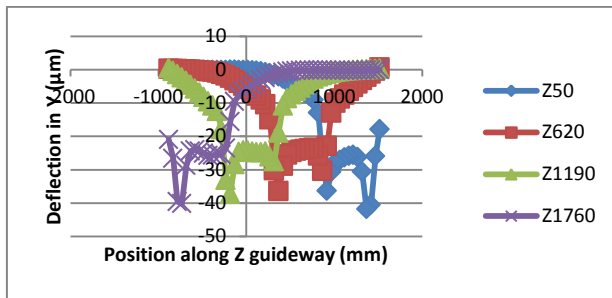 10
0
-2000 -1000 0 1000 2000
-10
-20
-30
-40
-50
Deflection in Y (μm)
Position along Z guideway (mm)
Z50
Z620
Z1190
Z1760